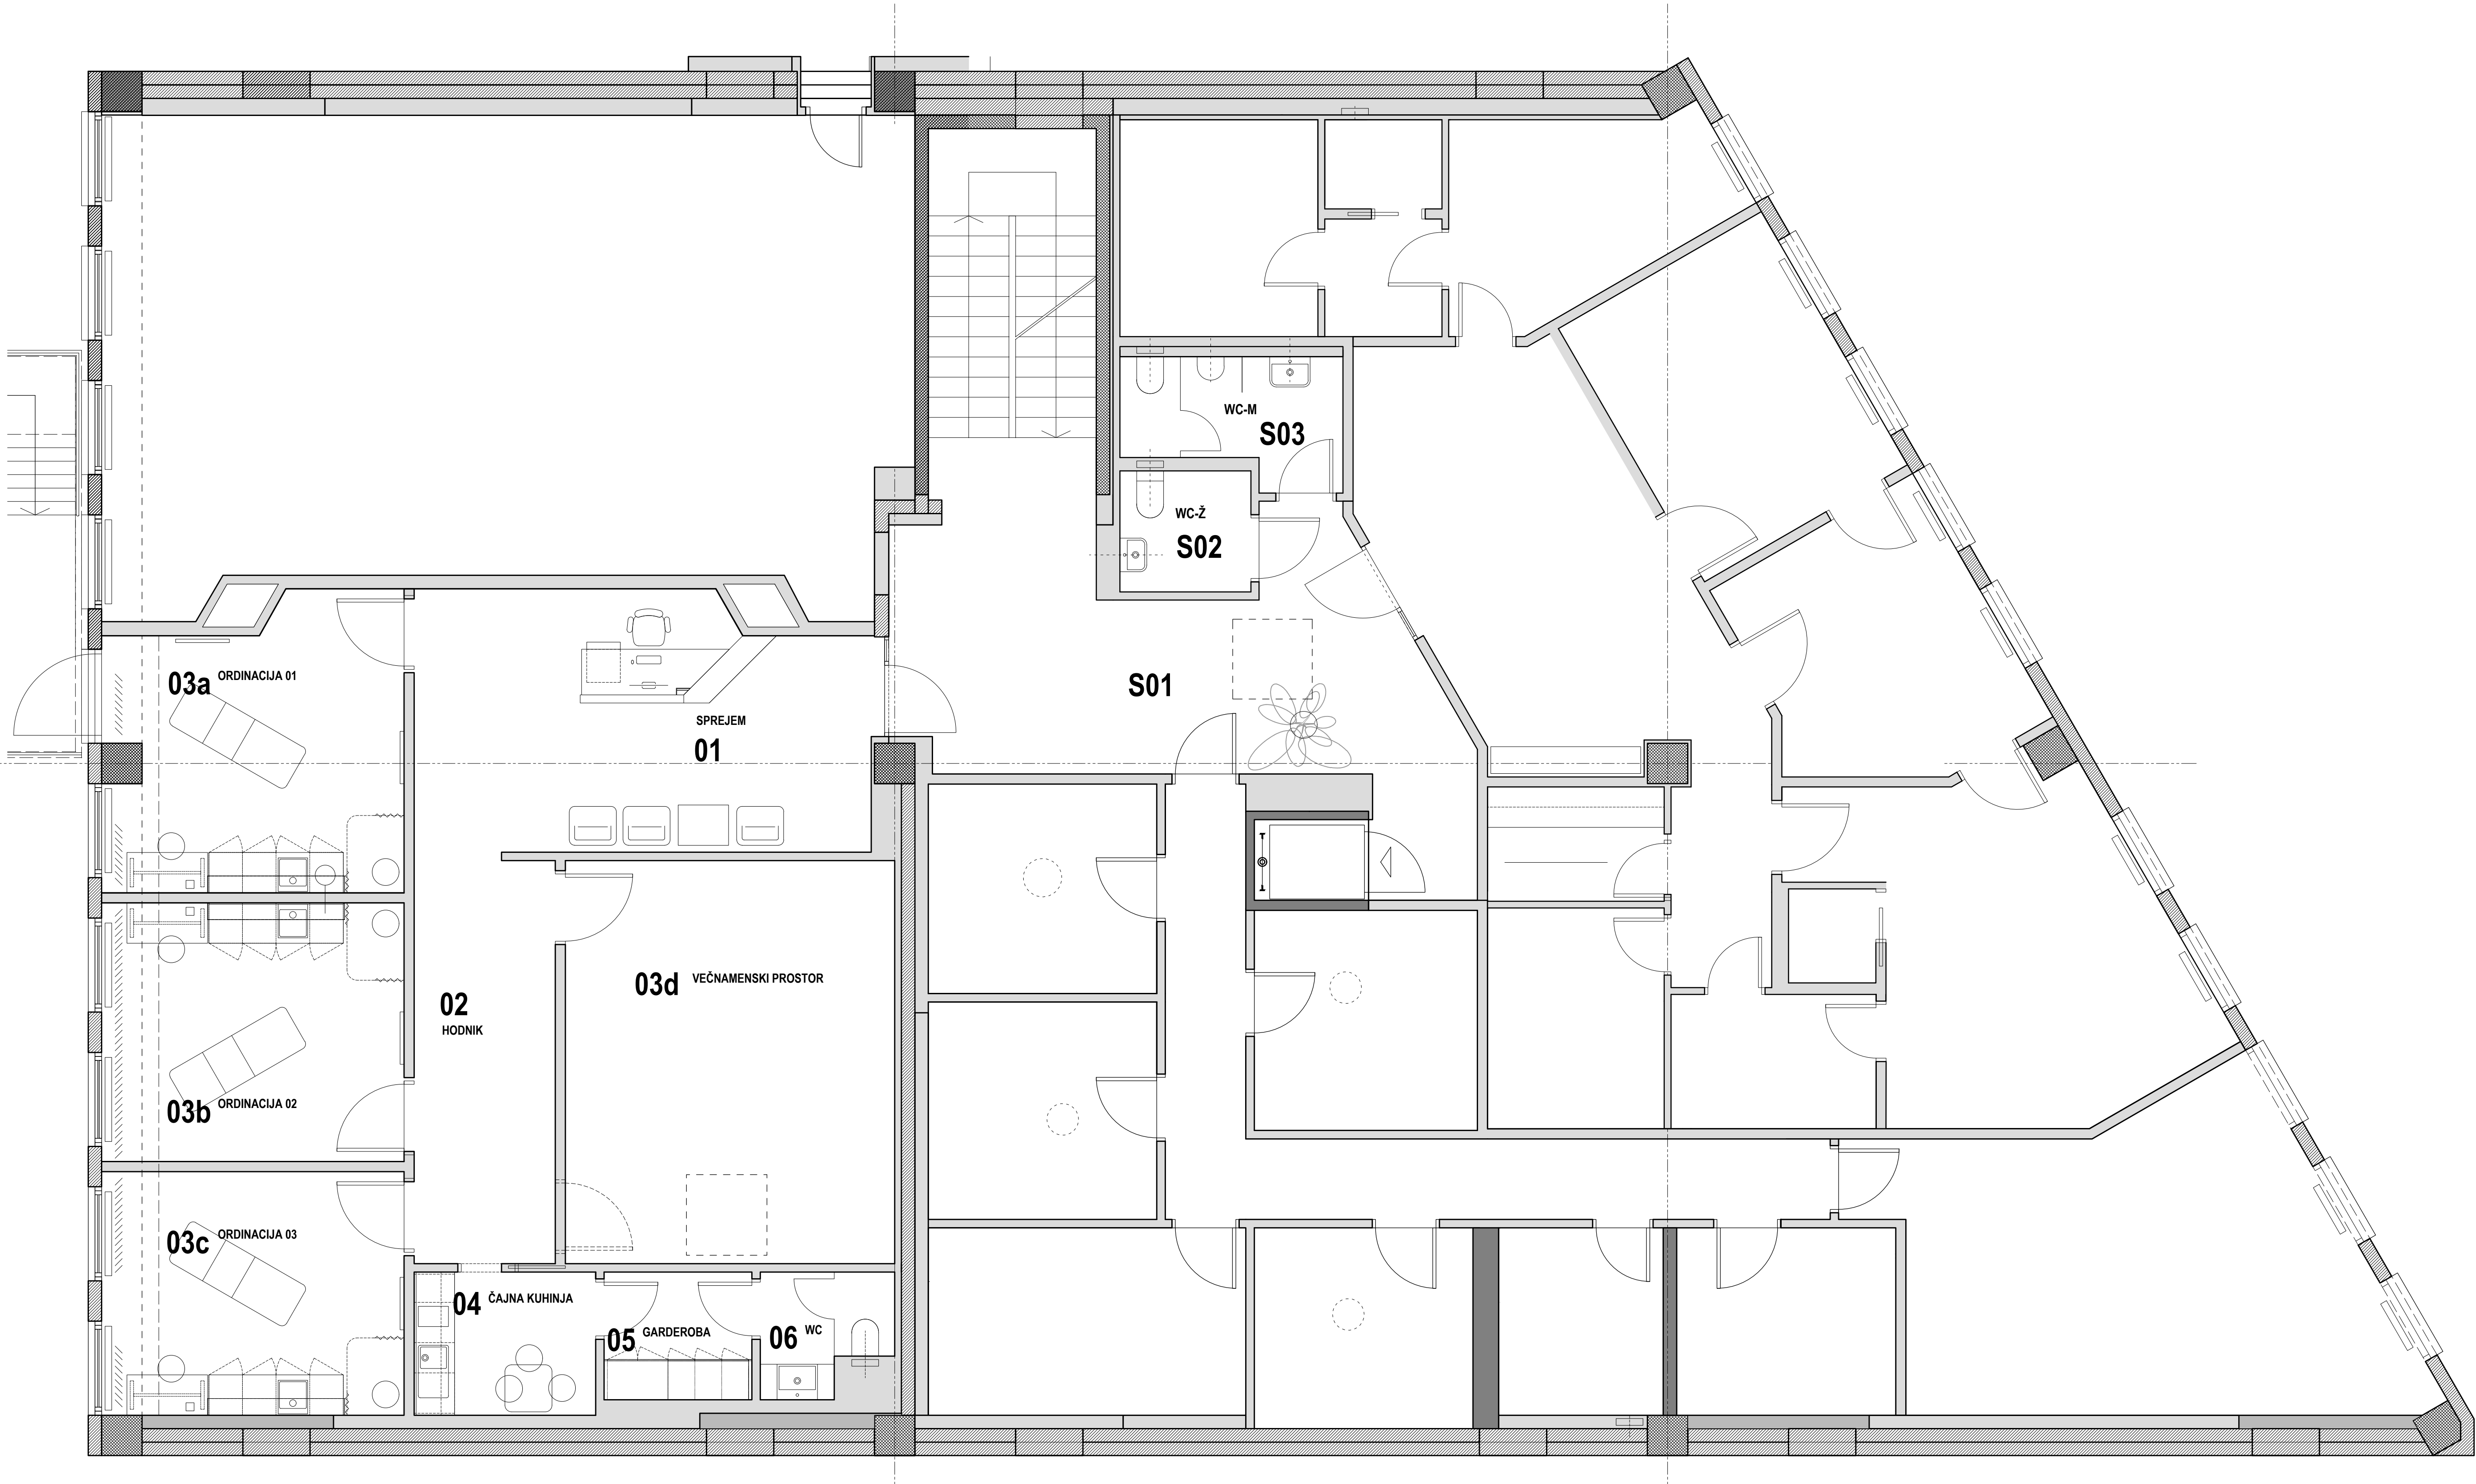 WC-M
S03
WC-Ž
S02
03a ORDINACIJA 01
S01
SPREJEM
01
03d VEČNAMENSKI PROSTOR
02
HODNIK
03b ORDINACIJA 02
03c ORDINACIJA 03
04 ČAJNA KUHINJA
05 GARDEROBA
06 WC